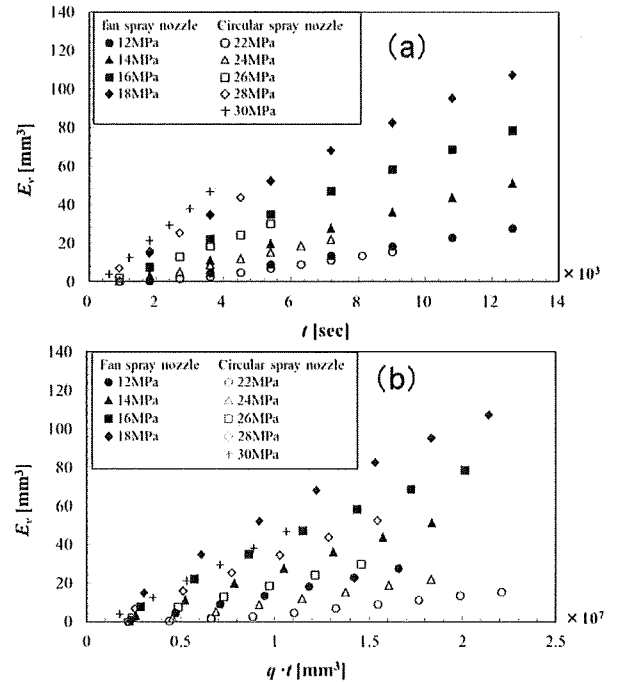 140
120
100
80
60
40
20
0
Eᵥ [mm³]
fan spray nozzle Circular spray nozzle
12MPa 22MPa
14MPa 24MPa
16MPa 26MPa
18MPa 28MPa
30MPa
(a)
0 2 4 6 8 10 12 14
×10³
t [sec]
140
120
100
80
60
40
20
0
Eᵥ [mm³]
Fan spray nozzle Circular spray nozzle
12MPa 22MPa
14MPa 24MPa
16MPa 26MPa
18MPa 28MPa
30MPa
(b)
0 0.5 1 1.5 2 2.5
×10⁷
q·t [mm³]